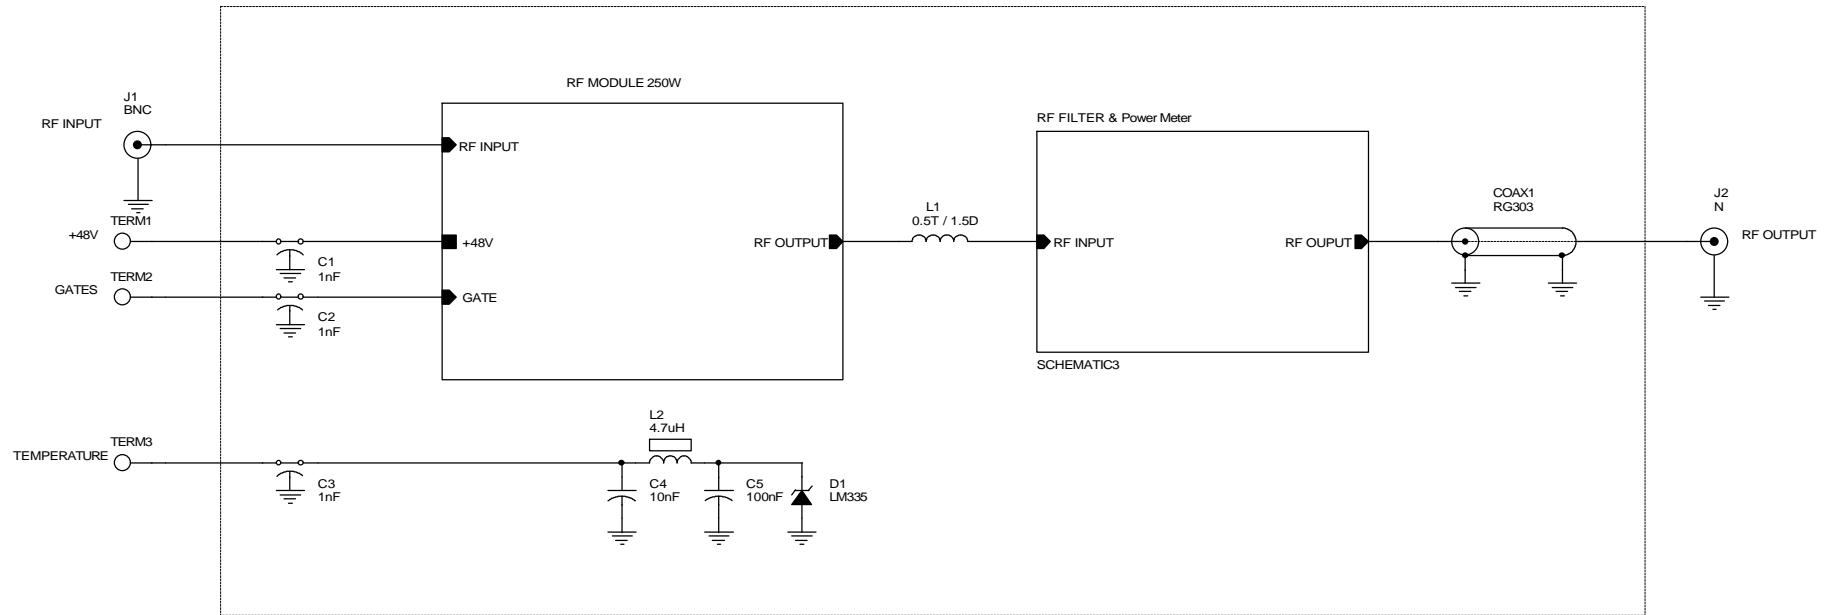 RF MODULE 250W
J1
BNC
RF INPUT
RF INPUT
TERM1
+48V
+48V
C1
1nF
TERM2
GATES
GATE
C2
1nF
RF OUTPUT
L1
0.5T / 1.5D
RF FILTER & Power Meter
RF INPUT
RF OUPUT
SCHEMATIC3
COAX1
RG303
J2
N
RF OUTPUT
TERM3
TEMPERATURE
C3
1nF
L2
4.7uH
C4
10nF
C5
100nF
D1
LM335